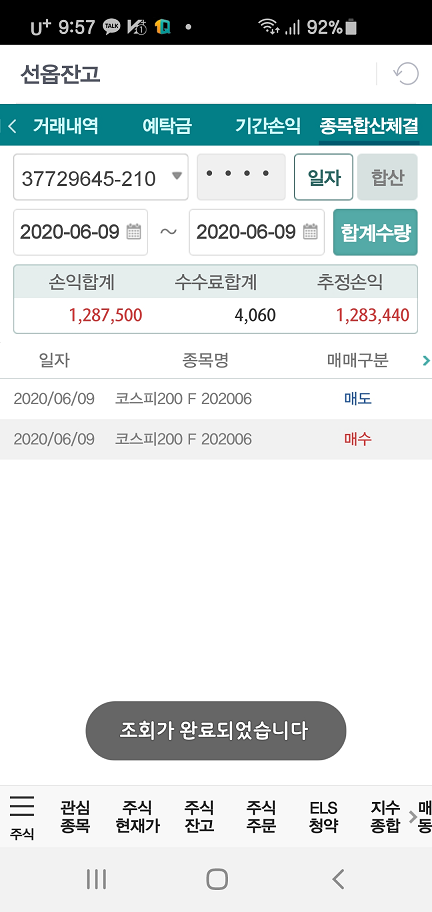 U+ 9:57 TALK 92%
선옵잔고
거래내역 예탁금 기간손익 종목합산체결
37729645-210 **** 일자 합산
2020-06-09 ~ 2020-06-09 합계수량
손익합계 수수료합계 추정손익
1,287,500 4,060 1,283,440
일자 종목명 매매구분
2020/06/09 코스피200 F 202006 매도
2020/06/09 코스피200 F 202006 매수
조회가 완료되었습니다
주식
관심 종목
주식 현재가
주식 잔고
주식 주문
ELS 청약
지수 종합
매 동